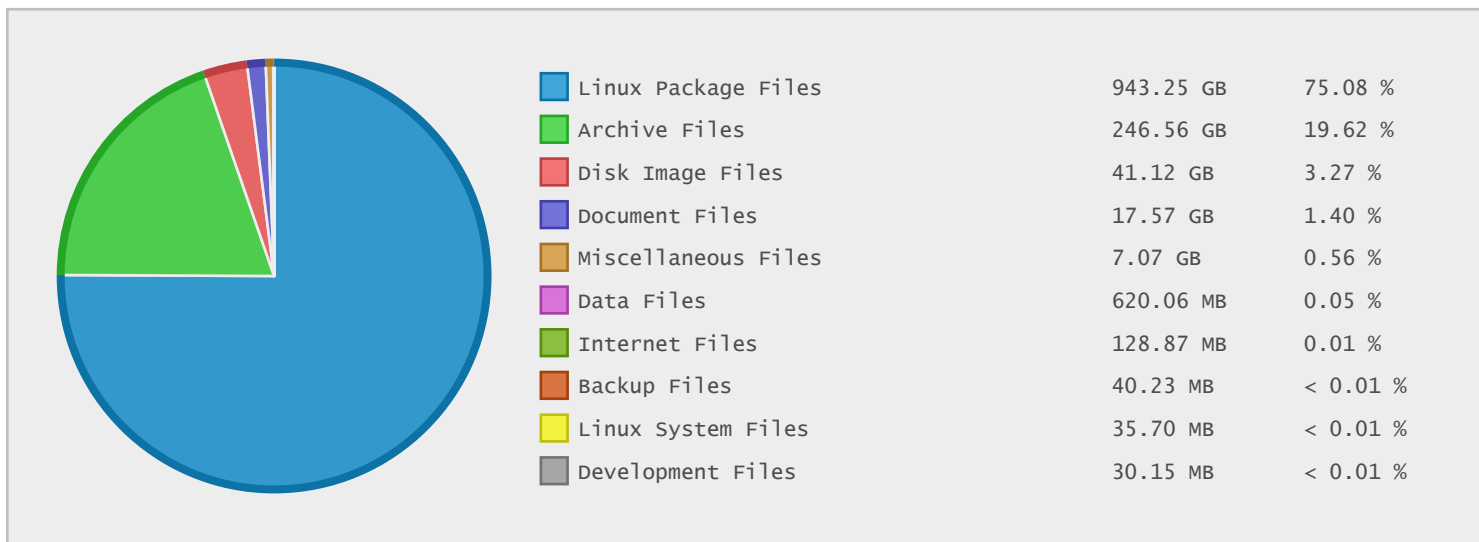 Linux Package Files 943.25 GB 75.08 %
Archive Files 246.56 GB 19.62 %
Disk Image Files 41.12 GB 3.27 %
Document Files 17.57 GB 1.40 %
Miscellaneous Files 7.07 GB 0.56 %
Data Files 620.06 MB 0.05 %
Internet Files 128.87 MB 0.01 %
Backup Files 40.23 MB < 0.01 %
Linux System Files 35.70 MB < 0.01 %
Development Files 30.15 MB < 0.01 %